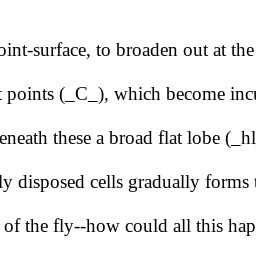 oint-surface, to broaden out at the
points (_C_), which become incu
eneath these a broad flat lobe (_hl
ly disposed cells gradually forms
of the fly--how could all this hap